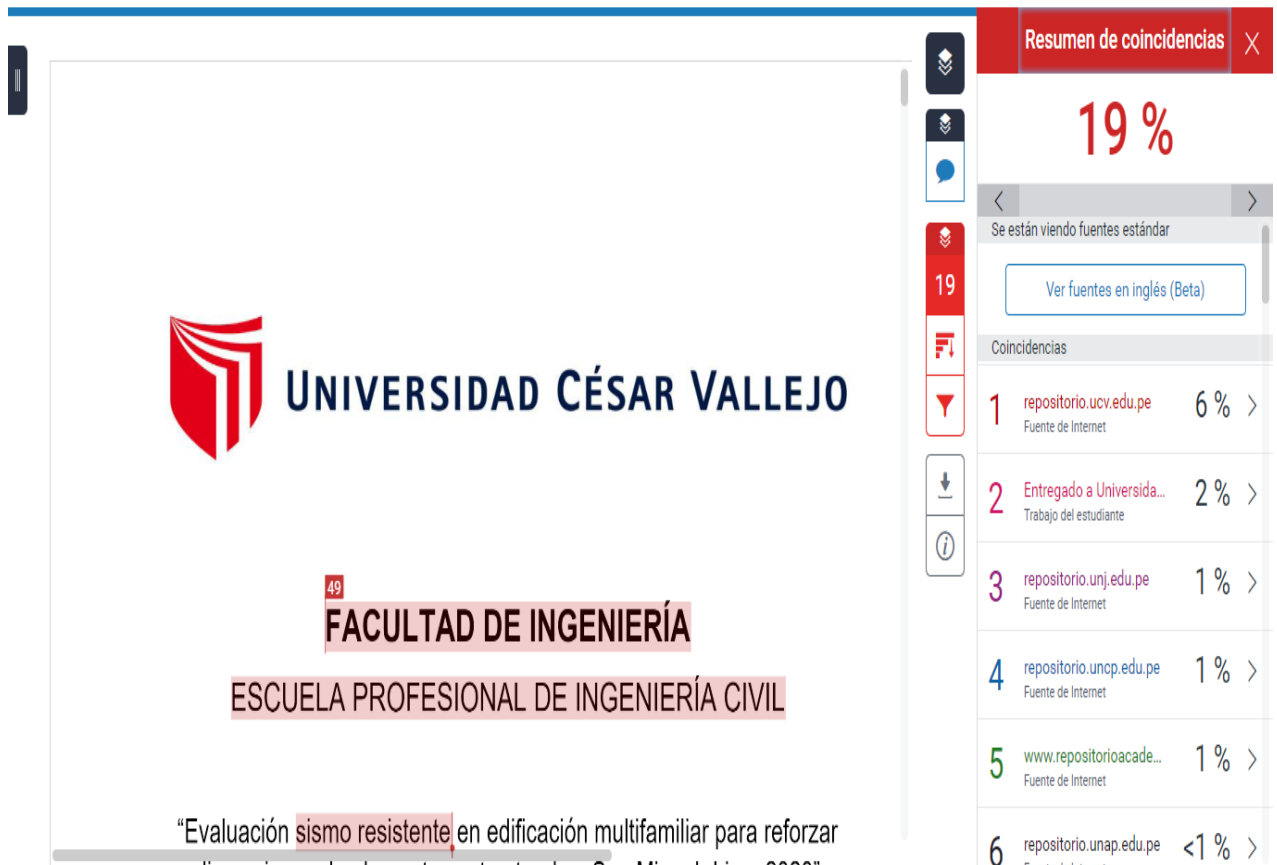 Resumen de coincidencias
19 %
Se están viendo fuentes estándar
Ver fuentes en inglés (Beta)
Coincidencias
1 repositorio.ucv.edu.pe 6 %
Fuente de Internet
2 Entregado a Universida... 2 %
Trabajo del estudiante
3 repositorio.unj.edu.pe 1 %
Fuente de Internet
4 repositorio.uncp.edu.pe 1 %
Fuente de Internet
5 www.repositorioacade... 1 %
Fuente de Internet
6 repositorio.unap.edu.pe <1 %
19
UNIVERSIDAD CÉSAR VALLEJO
49
FACULTAD DE INGENIERÍA
ESCUELA PROFESIONAL DE INGENIERÍA CIVIL
“Evaluación sismo resistente en edificación multifamiliar para reforzar